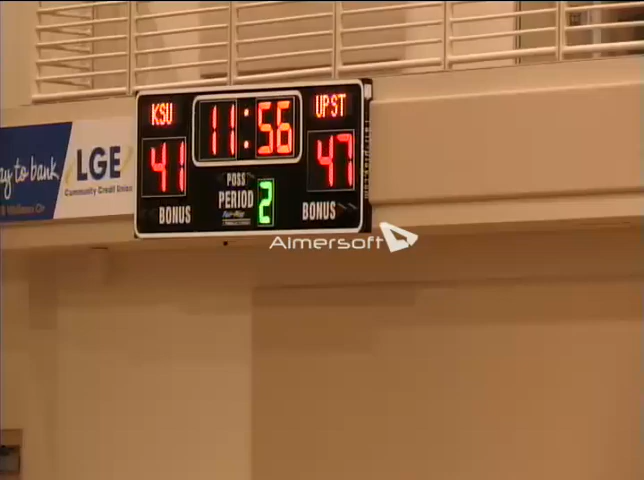 KSU 11:56 UPST
41 POSS 47
BONUS PERIOD 2 BONUS
y to bank
LGE
Community Credit Union
Aimersoft